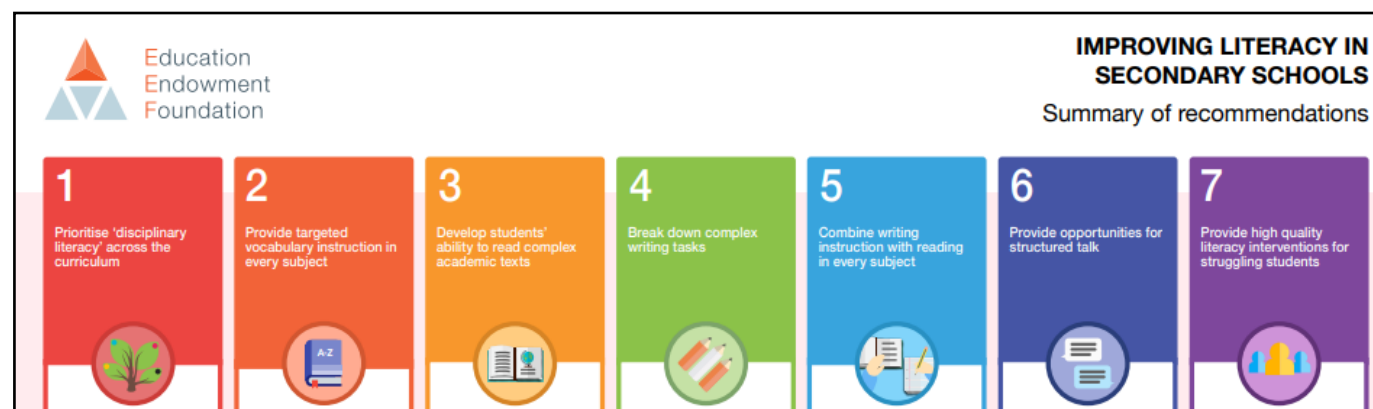 Education
Endowment
Foundation
IMPROVING LITERACY IN
SECONDARY SCHOOLS
Summary of recommendations
1
Prioritise ‘disciplinary
literacy’ across the
curriculum
2
Provide targeted
vocabulary instruction in
every subject
3
Develop students’
ability to read complex
academic texts
4
Break down complex
writing tasks
5
Combine writing
instruction with reading
in every subject
6
Provide opportunities for
structured talk
7
Provide high quality
literacy interventions for
struggling students
A-Z